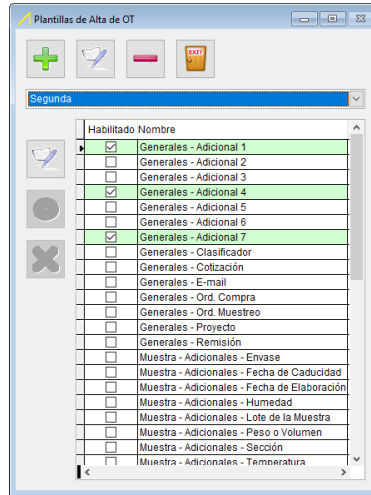 Plantillas de Alta de OT
EXIT
Segunda
Habilitado Nombre
Generales - Adicional 1
Generales - Adicional 2
Generales - Adicional 3
Generales - Adicional 4
Generales - Adicional 5
Generales - Adicional 6
Generales - Adicional 7
Generales - Clasificador
Generales - Cotización
Generales - E-mail
Generales - Ord. Compra
Generales - Ord. Muestreo
Generales - Proyecto
Generales - Remisión
Muestra - Adicionales - Envase
Muestra - Adicionales - Fecha de Caducidad
Muestra - Adicionales - Fecha de Elaboración
Muestra - Adicionales - Humedad
Muestra - Adicionales - Lote de la Muestra
Muestra - Adicionales - Peso o Volumen
Muestra - Adicionales - Sección
Muestra - Adicionales - Temperatura